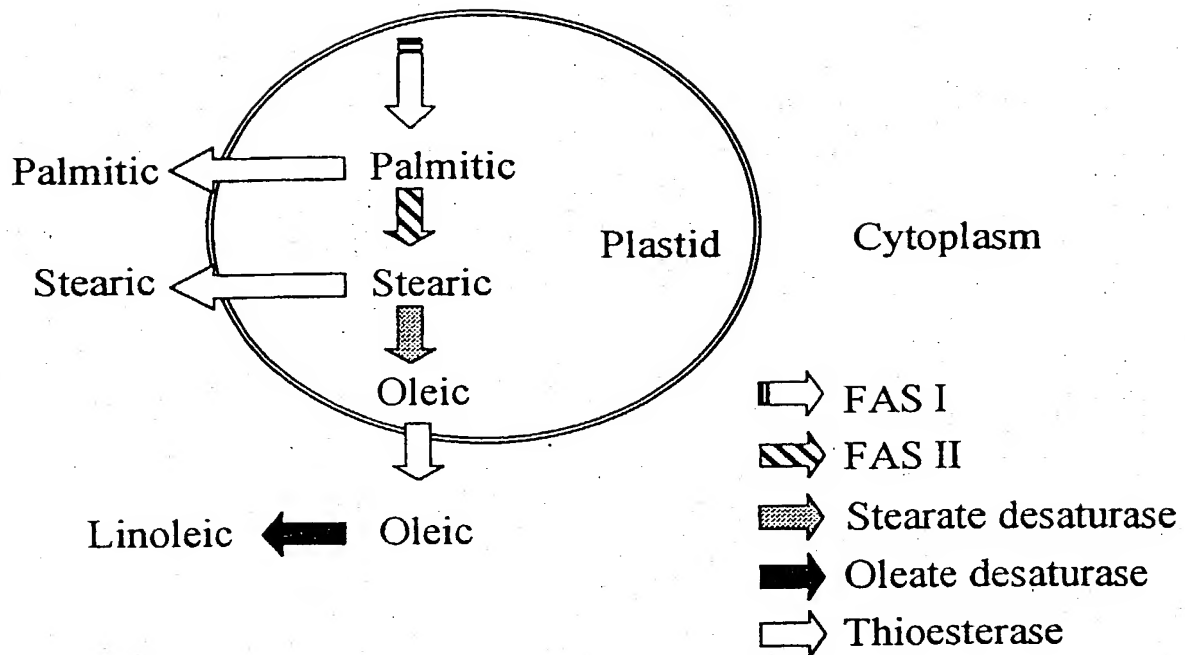 Palmitic
Palmitic
Plastid
Cytoplasm
Stearic
Stearic
Oleic
Linoleic
Oleic
FAS I
FAS II
Stearate desaturase
Oleate desaturase
Thioesterase